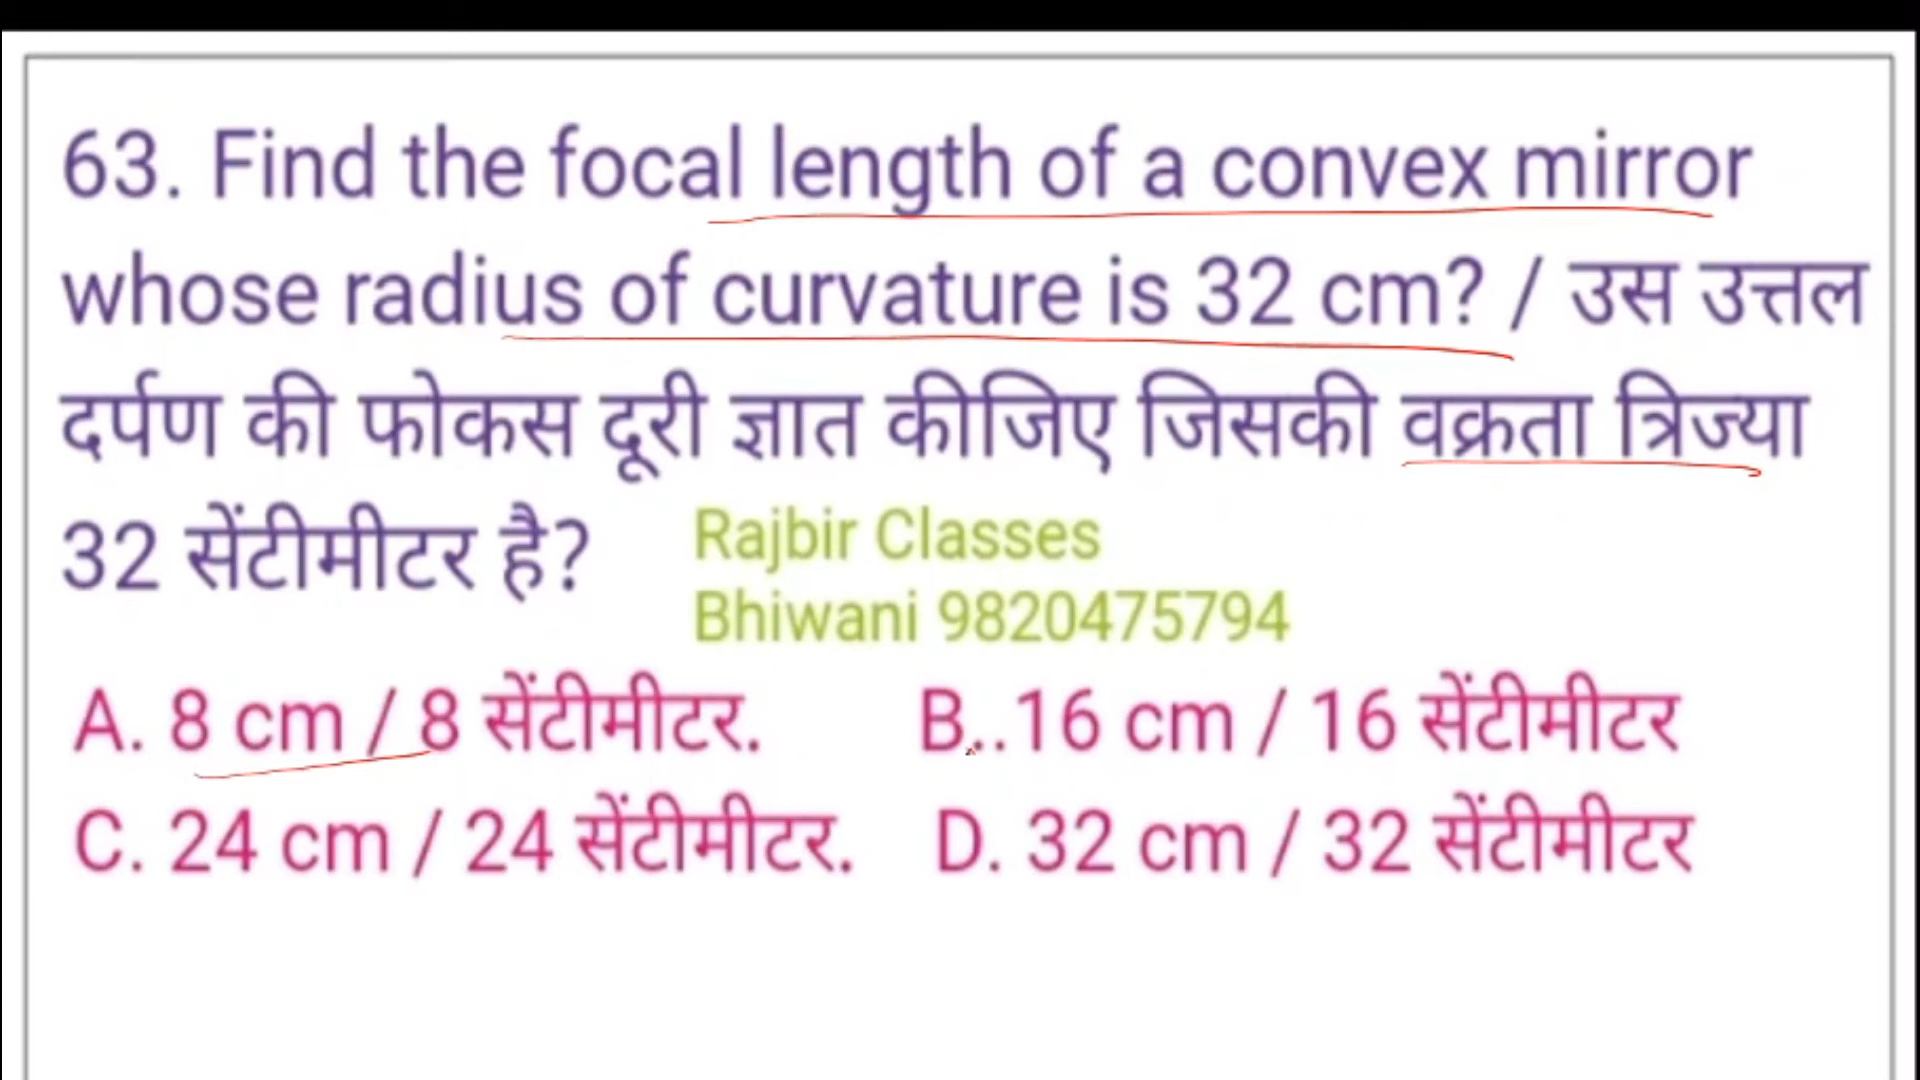 63. Find the focal length of a convex mirror
whose radius of curvature is 32 cm? / उस उत्तल
दर्पण की फोकस दूरी ज्ञात कीजिए जिसकी वक्रता त्रिज्या
32 सेंटीमीटर है?
Rajbir Classes
Bhiwani 9820475794
A. 8 cm / 8 सेंटीमीटर. B..16 cm / 16 सेंटीमीटर
C. 24 cm / 24 सेंटीमीटर. D. 32 cm / 32 सेंटीमीटर